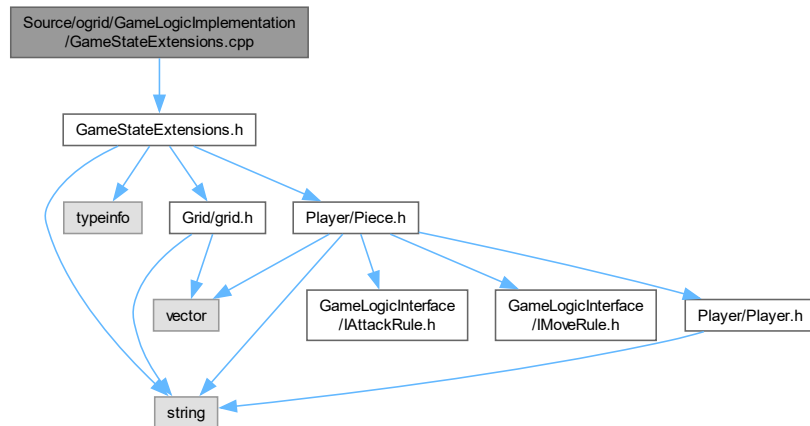 Source/ogrid/GameLogicImplementation
/GameStateExtensions.cpp
GameStateExtensions.h
typeinfo
Grid/grid.h
Player/Piece.h
vector
GameLogicInterface
/IAttackRule.h
GameLogicInterface
/IMoveRule.h
Player/Player.h
string